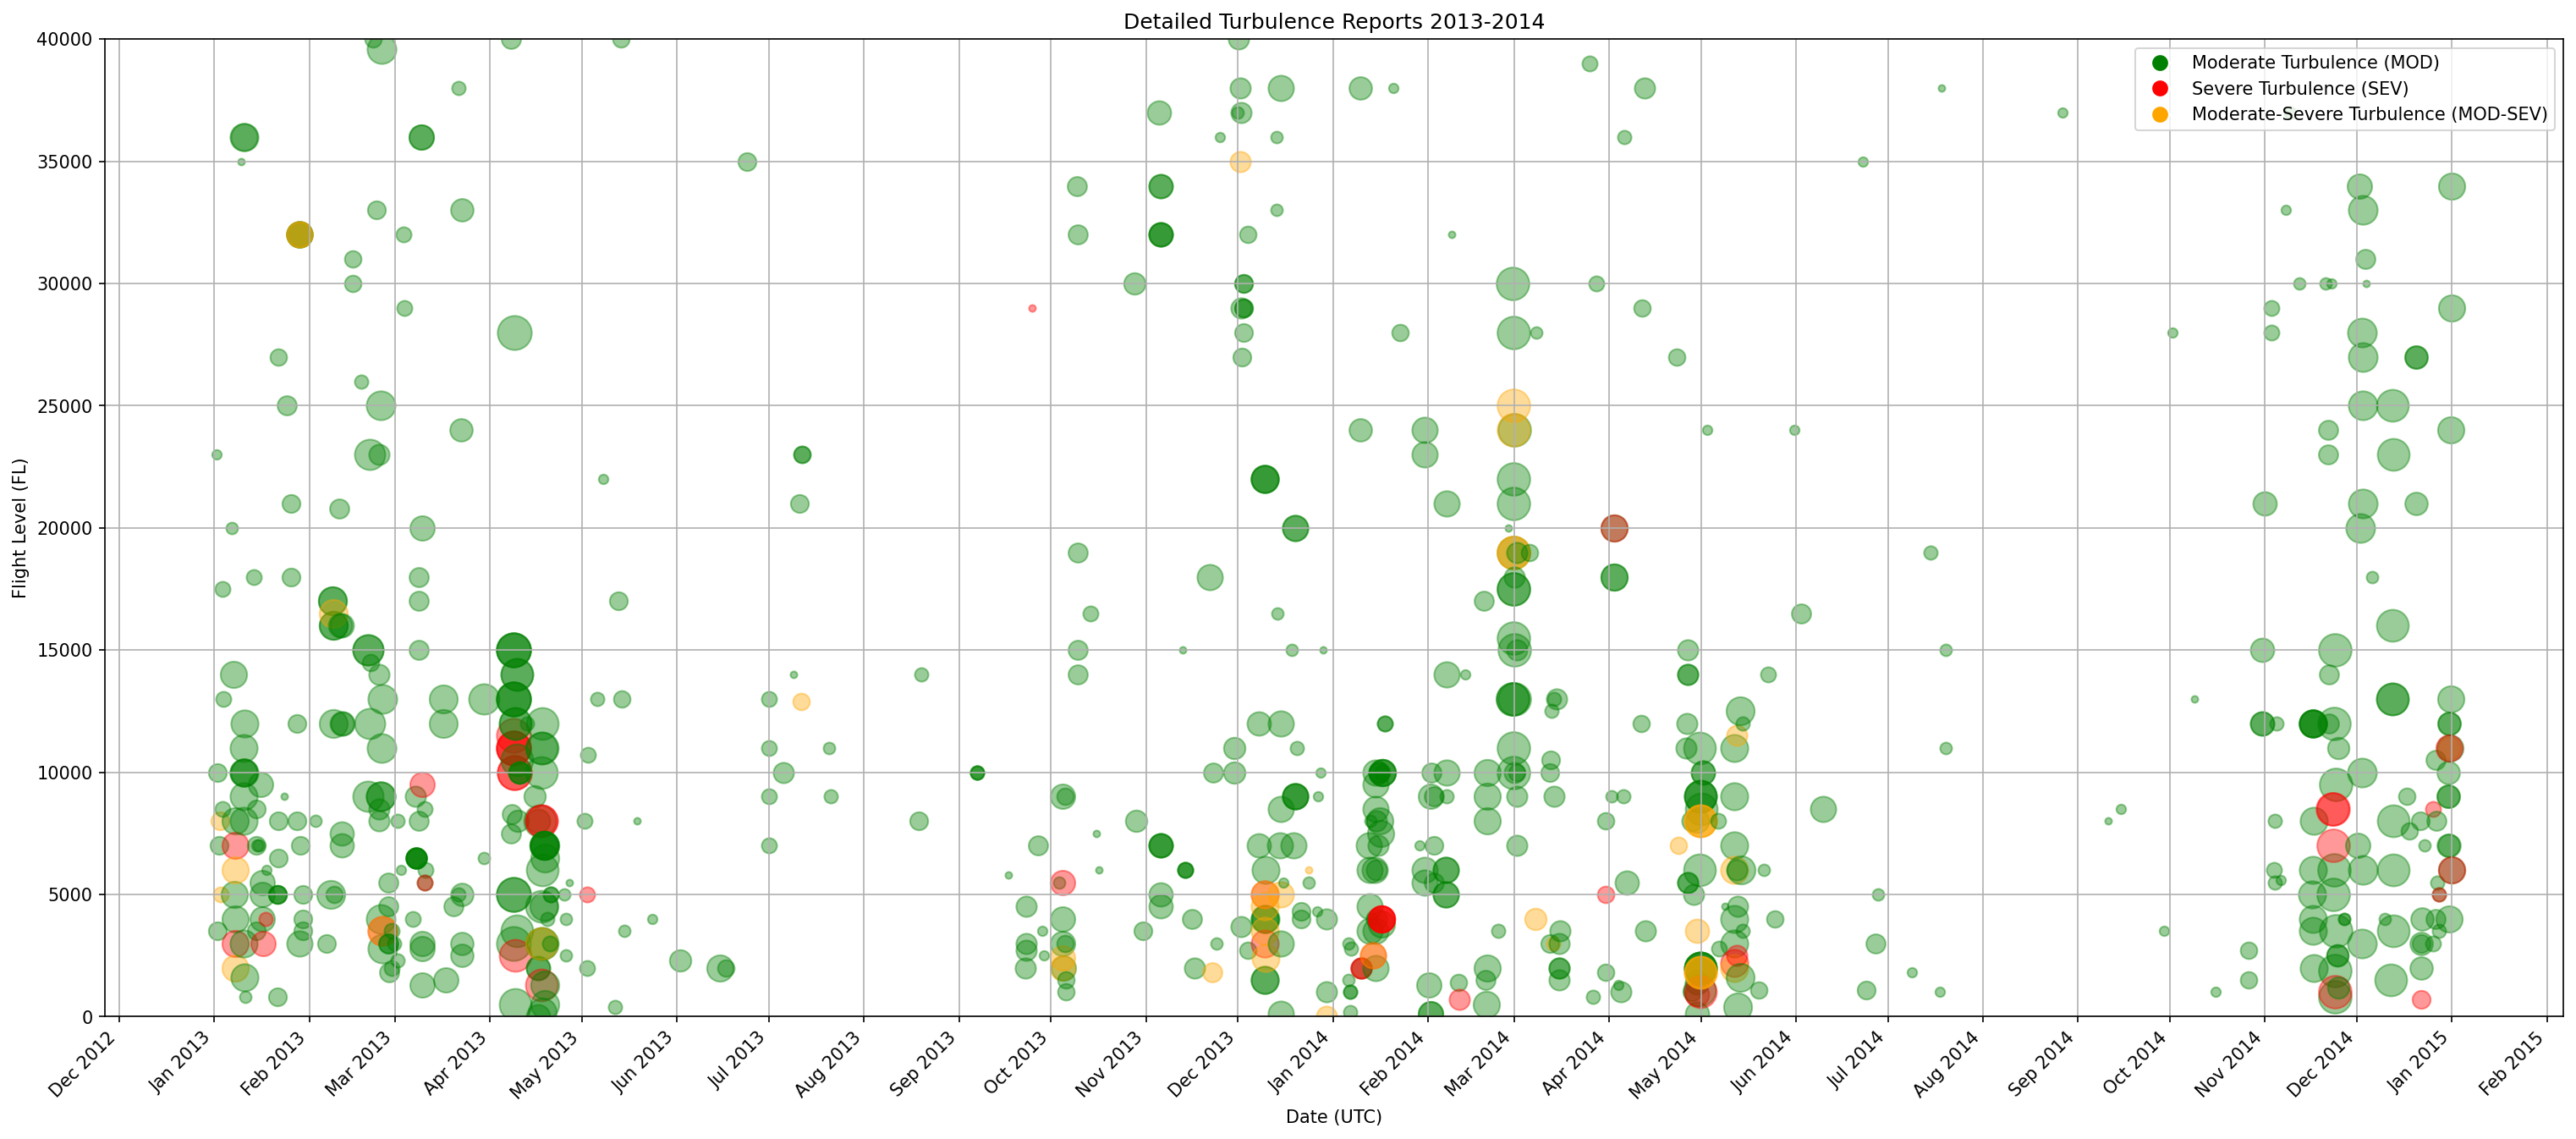 Detailed Turbulence Reports 2013-2014
Moderate Turbulence (MOD)
Severe Turbulence (SEV)
Moderate-Severe Turbulence (MOD-SEV)
Flight Level (FL)
40000
35000
30000
25000
20000
15000
10000
5000
0
Dec 2012
Jan 2013
Feb 2013
Mar 2013
Apr 2013
May 2013
Jun 2013
Jul 2013
Aug 2013
Sep 2013
Oct 2013
Nov 2013
Dec 2013
Jan 2014
Feb 2014
Mar 2014
Apr 2014
May 2014
Jun 2014
Jul 2014
Aug 2014
Sep 2014
Oct 2014
Nov 2014
Dec 2014
Jan 2015
Feb 2015
Date (UTC)